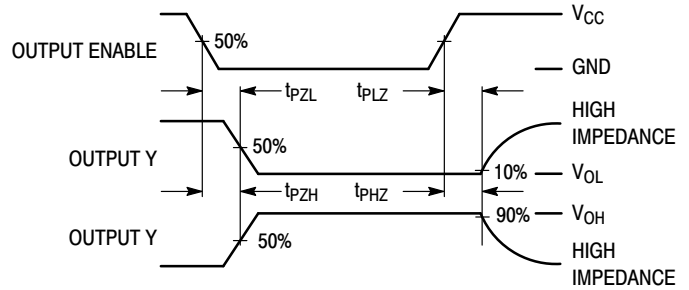 V_CC
OUTPUT ENABLE
50%
GND
t_PZL
t_PLZ
HIGH
IMPEDANCE
OUTPUT Y
50%
10%
V_OL
t_PZH
t_PHZ
90%
V_OH
OUTPUT Y
50%
HIGH
IMPEDANCE